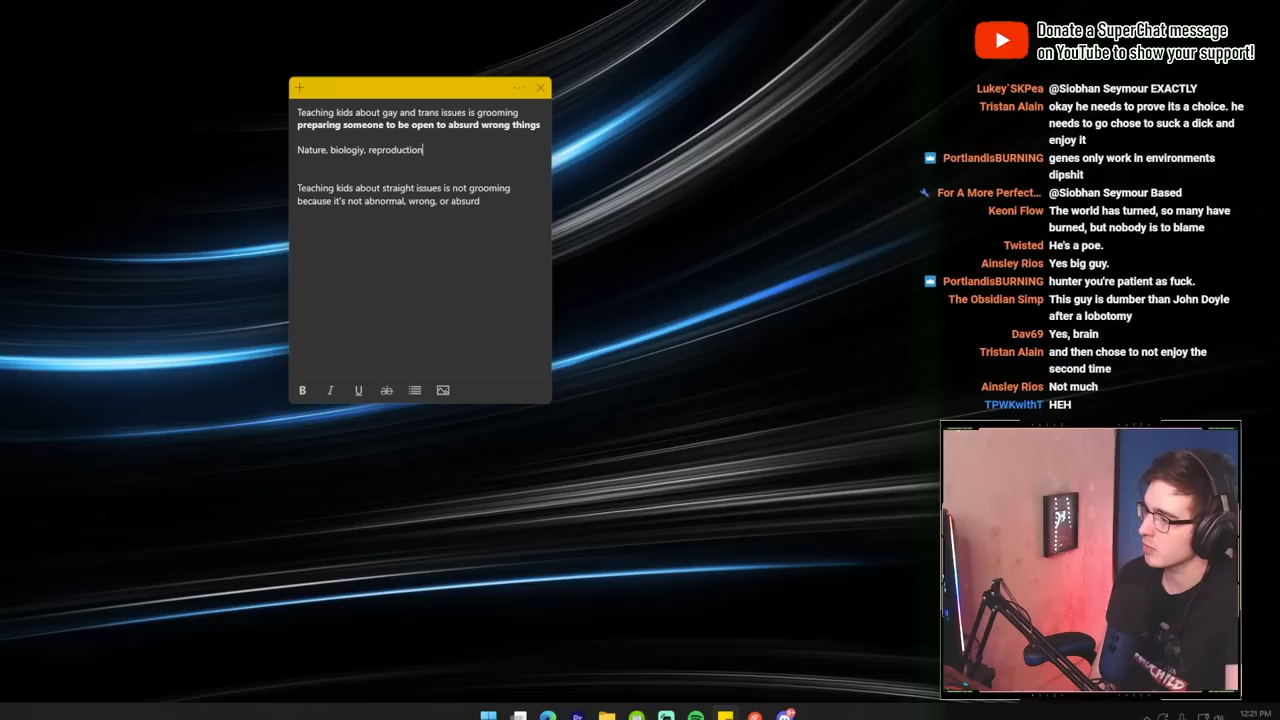 Donate a SuperChat message
on YouTube to show your support!
Teaching kids about gay and trans issues is grooming
preparing someone to be open to absurd wrong things
Nature, biologiy, reproduction
Teaching kids about straight issues is not grooming
because it's not abnormal, wrong, or absurd
B I U ab
Lukey`SKPea @Siobhan Seymour EXACTLY
Tristan Alain okay he needs to prove its a choice. he
needs to go chose to suck a dick and
enjoy it
PortlandisBURNING genes only work in environments
dipshit
For A More Perfect... @Siobhan Seymour Based
Keoni Flow The world has turned, so many have
burned, but nobody is to blame
Twisted He's a poe.
Ainsley Rios Yes big guy.
PortlandisBURNING hunter you're patient as fuck.
The Obsidian Simp This guy is dumber than John Doyle
after a lobotomy
Dav69 Yes, brain
Tristan Alain and then chose to not enjoy the
second time
Ainsley Rios Not much
TPWKwithT HEH
Pr
12:21 PM